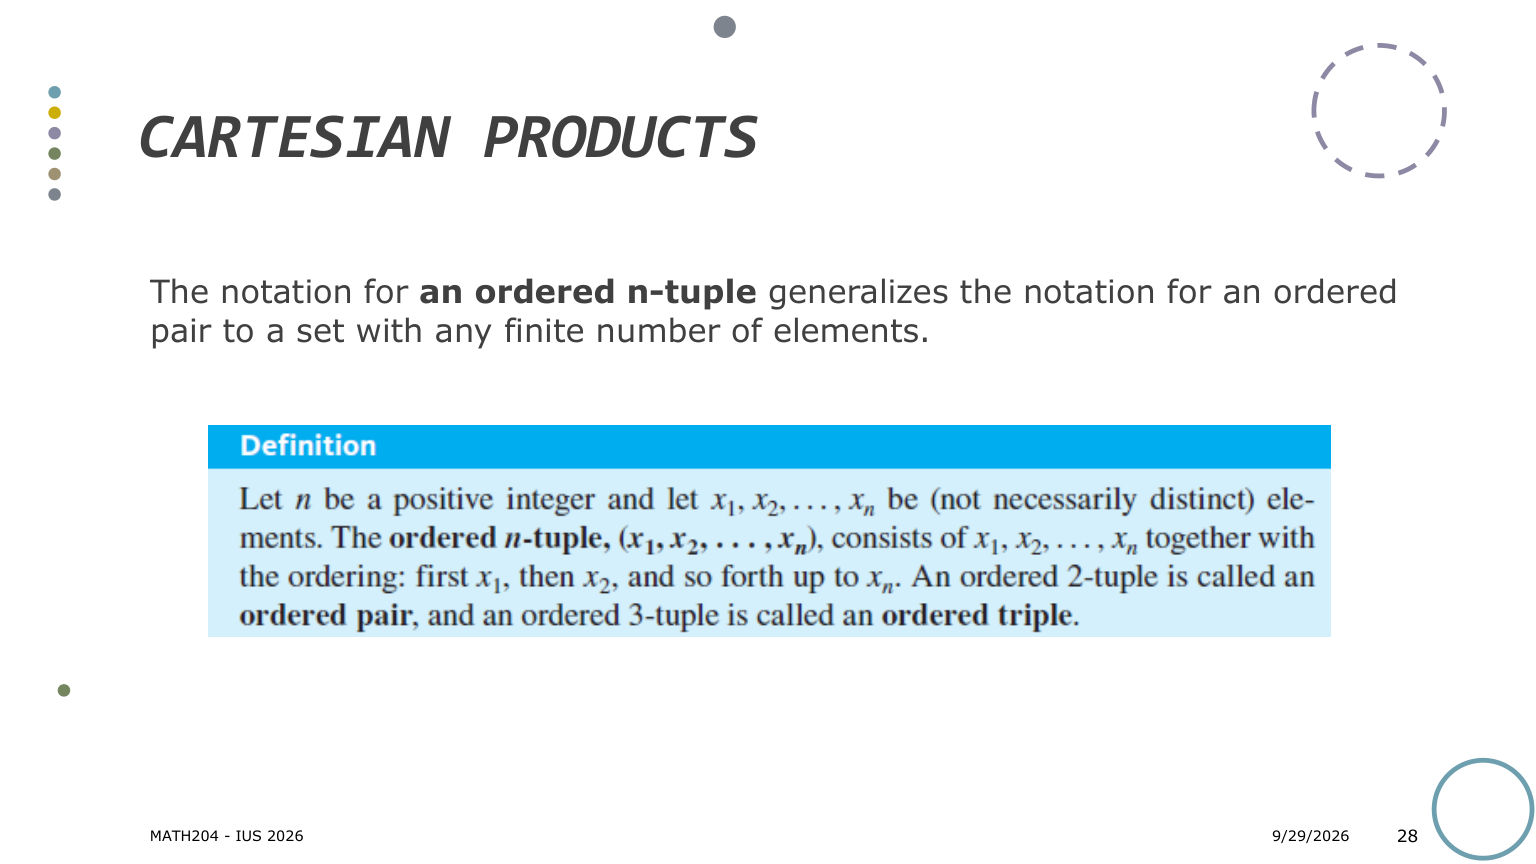 CARTESIAN PRODUCTS
The notation for an ordered n-tuple generalizes the notation for an ordered
pair to a set with any finite number of elements.
Definition
Let n be a positive integer and let x₁, x₂, . . . , xₙ be (not necessarily distinct) ele-
ments. The ordered n-tuple, (x₁, x₂, . . . , xₙ), consists of x₁, x₂, . . . , xₙ together with
the ordering: first x₁, then x₂, and so forth up to xₙ. An ordered 2-tuple is called an
ordered pair, and an ordered 3-tuple is called an ordered triple.
MATH204 - IUS 2026
9/29/2026
28